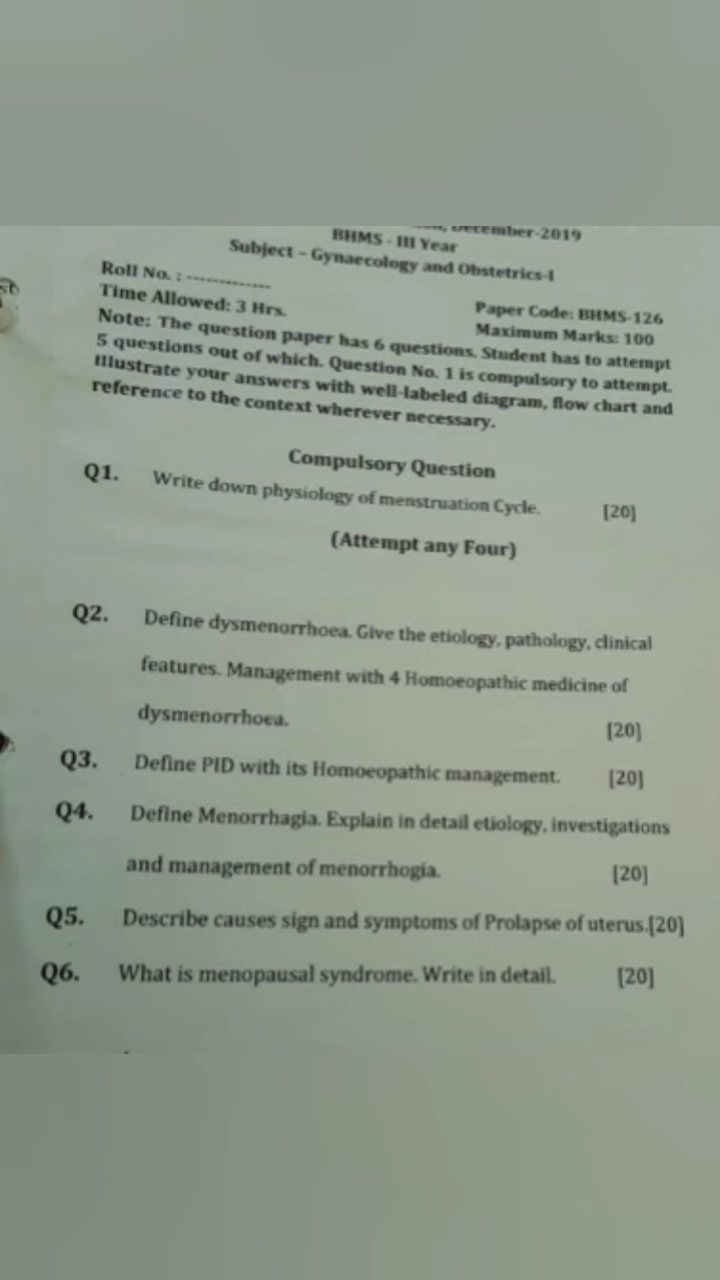 December-2019
BHMS - III Year
Subject – Gynaecology and Obstetrics-I
Roll No. : -------------
Time Allowed: 3 Hrs.
Paper Code: BHMS-126
Maximum Marks: 100
Note: The question paper has 6 questions. Student has to attempt
5 questions out of which. Question No. 1 is compulsory to attempt.
Illustrate your answers with well-labeled diagram, flow chart and
reference to the context wherever necessary.
Compulsory Question
Q1. Write down physiology of menstruation Cycle. [20]
(Attempt any Four)
Q2. Define dysmenorrhoea. Give the etiology, pathology, clinical
features. Management with 4 Homoeopathic medicine of
dysmenorrhoea. [20]
Q3. Define PID with its Homoeopathic management. [20]
Q4. Define Menorrhagia. Explain in detail etiology, investigations
and management of menorrhogia. [20]
Q5. Describe causes sign and symptoms of Prolapse of uterus.[20]
Q6. What is menopausal syndrome. Write in detail. [20]